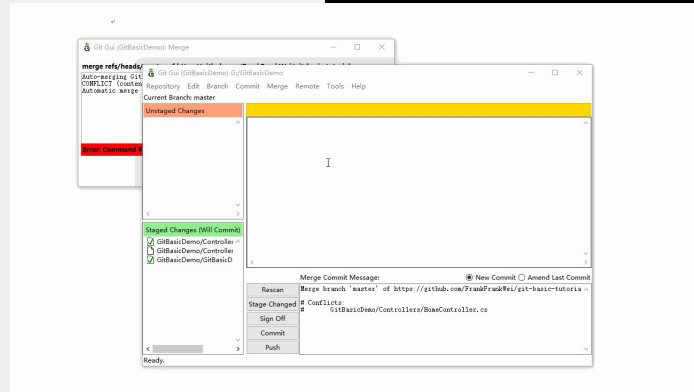 Git Gui (GitBasicDemo): Merge
merge refs/heads/
Auto-merging Git
CONFLICT (conten
Automatic merge
Error: Command
Git Gui (GitBasicDemo) G:/GitBasicDemo
Repository Edit Branch Commit Merge Remote Tools Help
Current Branch: master
Unstaged Changes
Staged Changes (Will Commit)
GitBasicDemo/Controller
GitBasicDemo/Controller
GitBasicDemo/GitBasicD
Merge Commit Message:
New Commit
Amend Last Commit
Rescan
Stage Changed
Sign Off
Commit
Push
Merge branch 'master' of https://github.com/FrankFrankWei/git-basic-tutoria
# Conflicts:
# GitBasicDemo/Controllers/HomeController.cs
Ready.